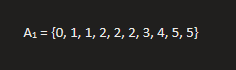 A₁ = {0, 1, 1, 2, 2, 2, 3, 4, 5, 5}